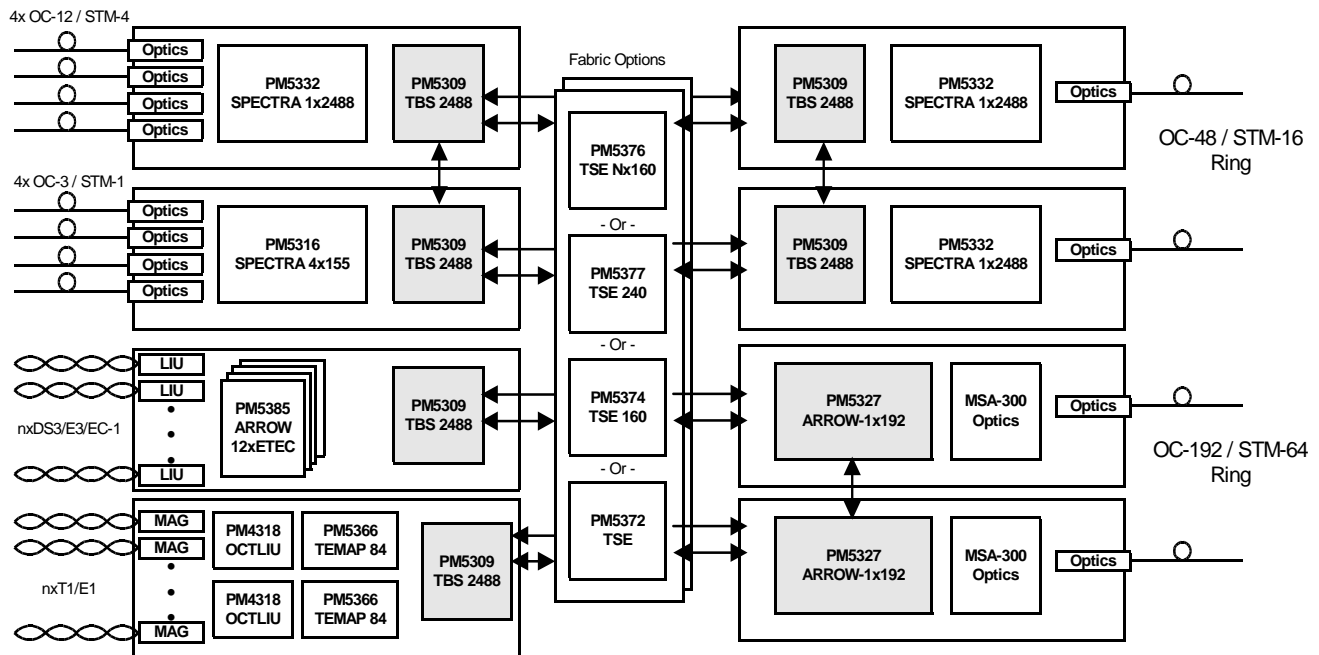 4x OC-12 / STM-4
Optics
Optics
Optics
Optics
PM5332
SPECTRA 1x2488
PM5309
TBS 2488
4x OC-3 / STM-1
Optics
Optics
Optics
Optics
PM5316
SPECTRA 4x155
PM5309
TBS 2488
nxDS3/E3/EC-1
LIU
LIU
LIU
PM5385
ARROW
12xETEC
PM5309
TBS 2488
nxT1/E1
MAG
MAG
MAG
PM4318
OCTLIU
PM5366
TEMAP 84
PM4318
OCTLIU
PM5366
TEMAP 84
PM5309
TBS 2488
Fabric Options
PM5376
TSE Nx160
- Or -
PM5377
TSE 240
- Or -
PM5374
TSE 160
- Or -
PM5372
TSE
PM5309
TBS 2488
PM5332
SPECTRA 1x2488
Optics
OC-48 / STM-16
Ring
PM5309
TBS 2488
PM5332
SPECTRA 1x2488
Optics
PM5327
ARROW-1x192
MSA-300
Optics
Optics
OC-192 / STM-64
Ring
PM5327
ARROW-1x192
MSA-300
Optics
Optics